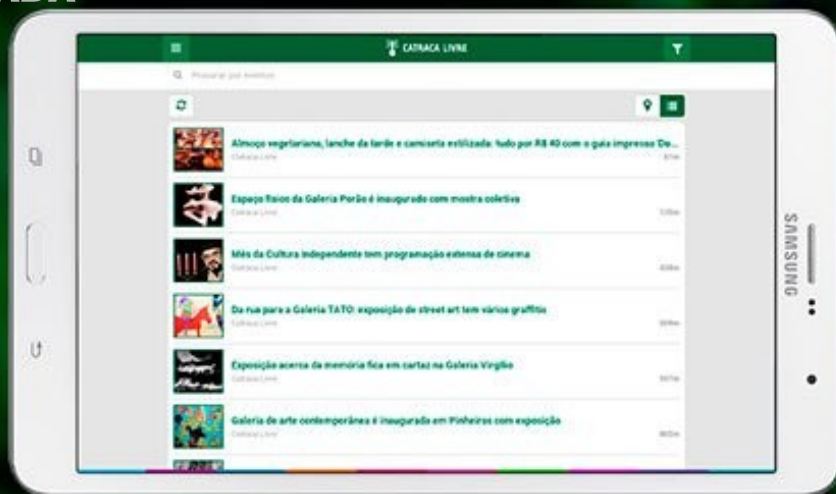 CATRACA LIVRE
Procurar por eventos
Almoço vegetariano, lanche da tarde e camiseta estilizada: tudo por R$ 40 com o guia impresso 'Do...
Catraca Livre
Espaço físico da Galeria Porão é inaugurado com mostra coletiva
Catraca Livre
Mês da Cultura Independente tem programação extensa de cinema
Catraca Livre
Da rua para a Galeria TATO: exposição de street art tem vários graffitis
Catraca Livre
Exposição acerca da memória fica em cartaz na Galeria Virgílio
Catraca Livre
Galeria de arte contemporânea é inaugurada em Pinheiros com exposição
Catraca Livre
SAMSUNG